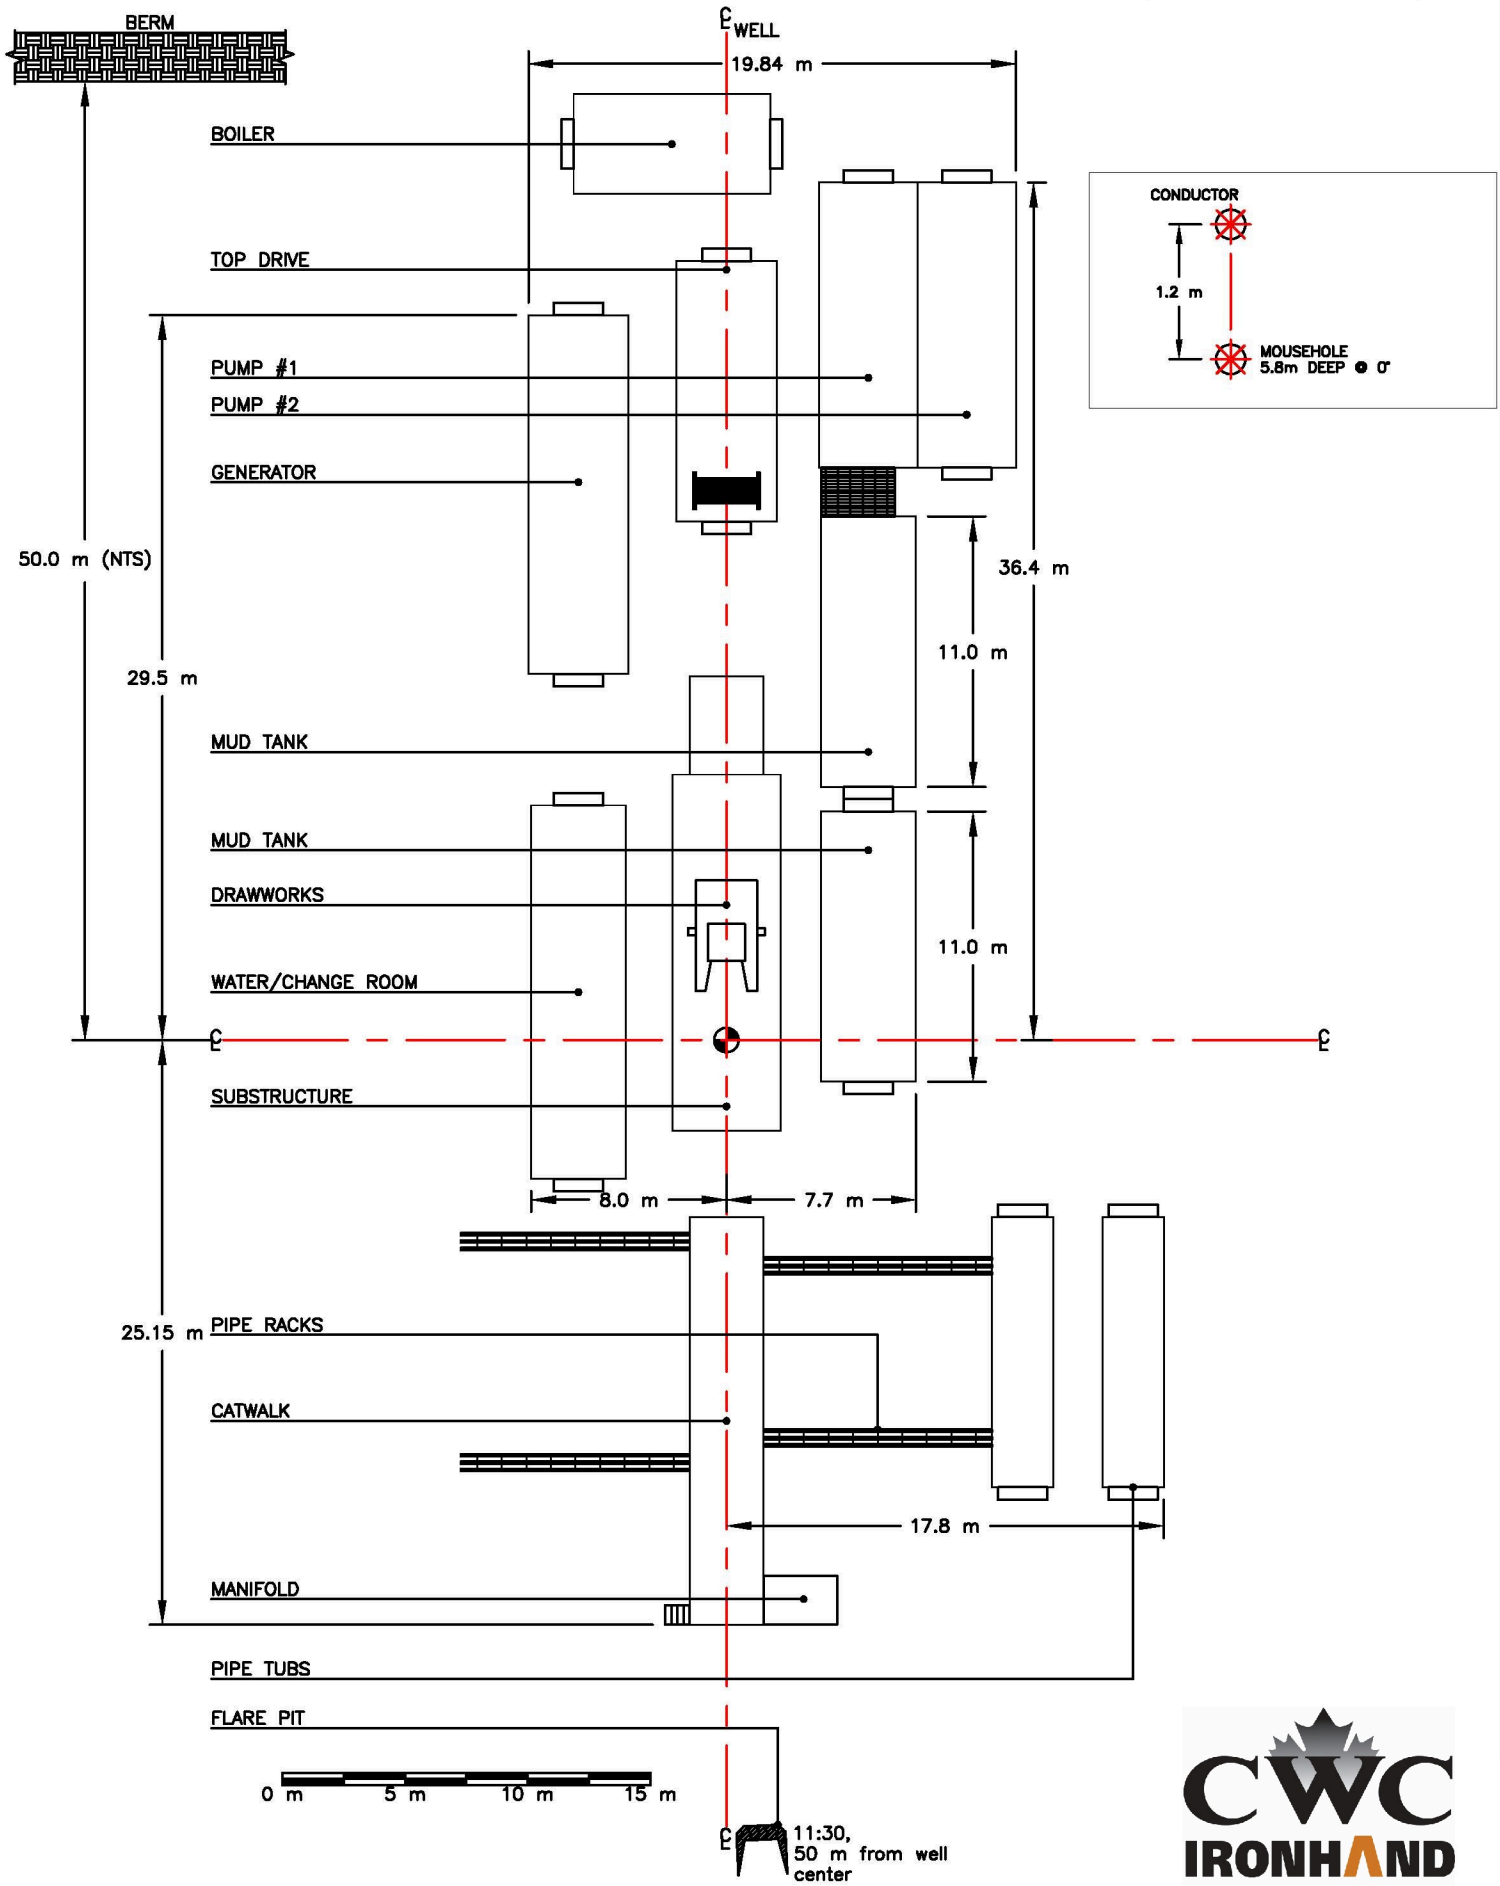 BERM
C
L WELL
19.84 m
BOILER
CONDUCTOR
TOP DRIVE
1.2 m
MOUSEHOLE
5.8m DEEP @ 0°
PUMP #1
PUMP #2
GENERATOR
50.0 m (NTS)
36.4 m
11.0 m
29.5 m
MUD TANK
MUD TANK
DRAWWORKS
11.0 m
WATER/CHANGE ROOM
C
L
C
L
SUBSTRUCTURE
8.0 m
7.7 m
25.15 m
PIPE RACKS
CATWALK
17.8 m
MANIFOLD
PIPE TUBS
FLARE PIT
0 m 5 m 10 m 15 m
C
L
11:30,
50 m from well
center
CWC
IRONHAND